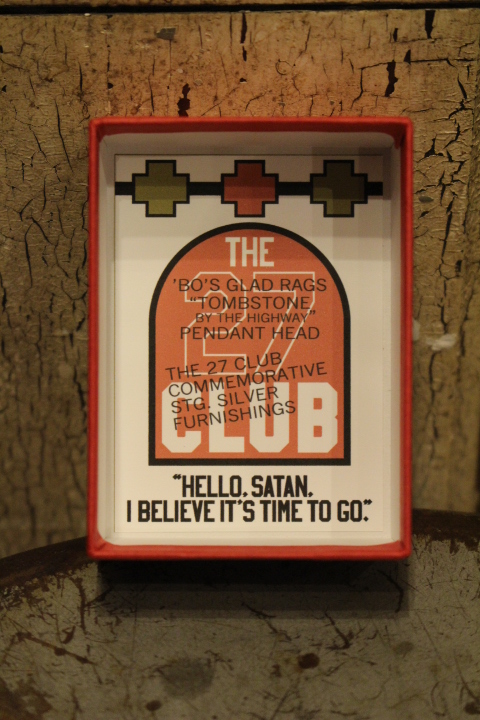 THE
27
'BO'S GLAD RAGS
"TOMBSTONE
BY THE HIGHWAY"
PENDANT HEAD
THE 27 CLUB
COMMEMORATIVE
STG. SILVER
FURNISHINGS
CLUB
"HELLO, SATAN,
I BELIEVE IT'S TIME TO GO."